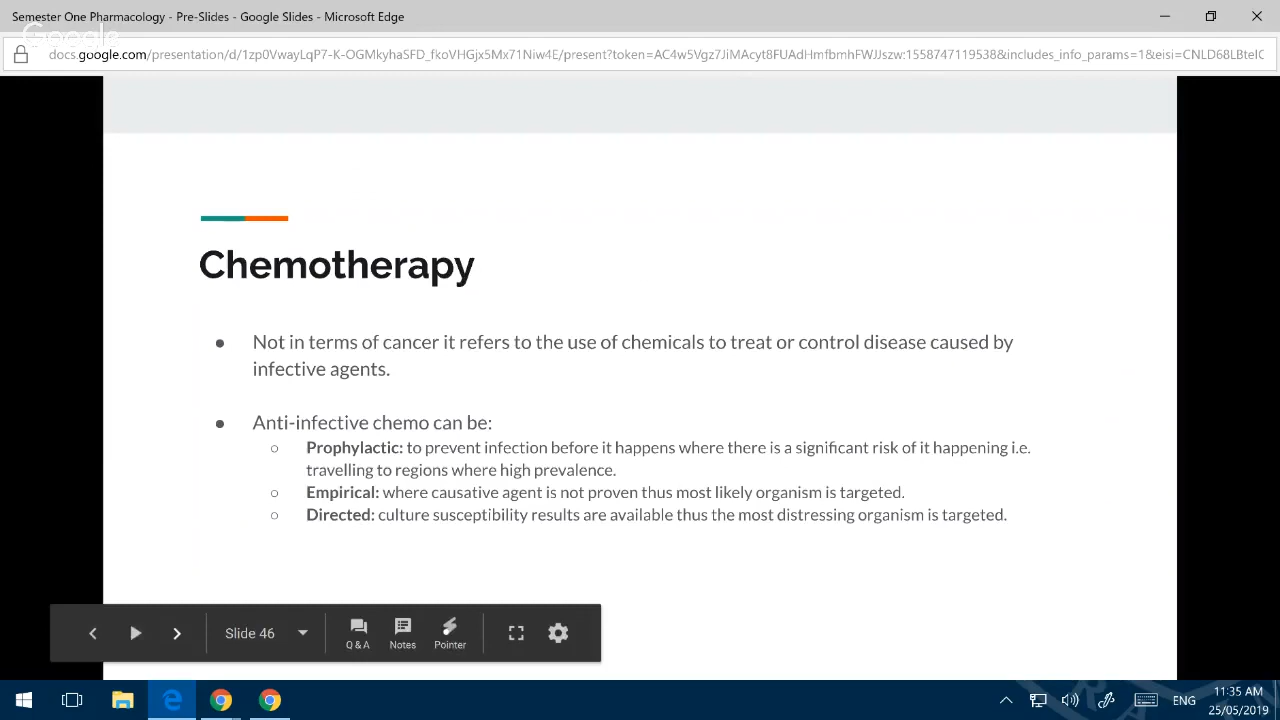 Semester One Pharmacology - Pre-Slides - Google Slides - Microsoft Edge
Google
docs.google.com/presentation/d/1zp0VwayLqP7-K-OGMkyhaSFD_fkoVHGjx5Mx71Niw4E/present?token=AC4w5Vgz7JiMAcyt8FUAdHmfbmhFWJJszw:1558747119538&includes_info_params=1&eisi=CNLD68LBteIC
Chemotherapy
● Not in terms of cancer it refers to the use of chemicals to treat or control disease caused by
infective agents.
● Anti-infective chemo can be:
○ Prophylactic: to prevent infection before it happens where there is a significant risk of it happening i.e.
travelling to regions where high prevalence.
○ Empirical: where causative agent is not proven thus most likely organism is targeted.
○ Directed: culture susceptibility results are available thus the most distressing organism is targeted.
Slide 46
Q & A Notes Pointer
ENG
11:35 AM
25/05/2019